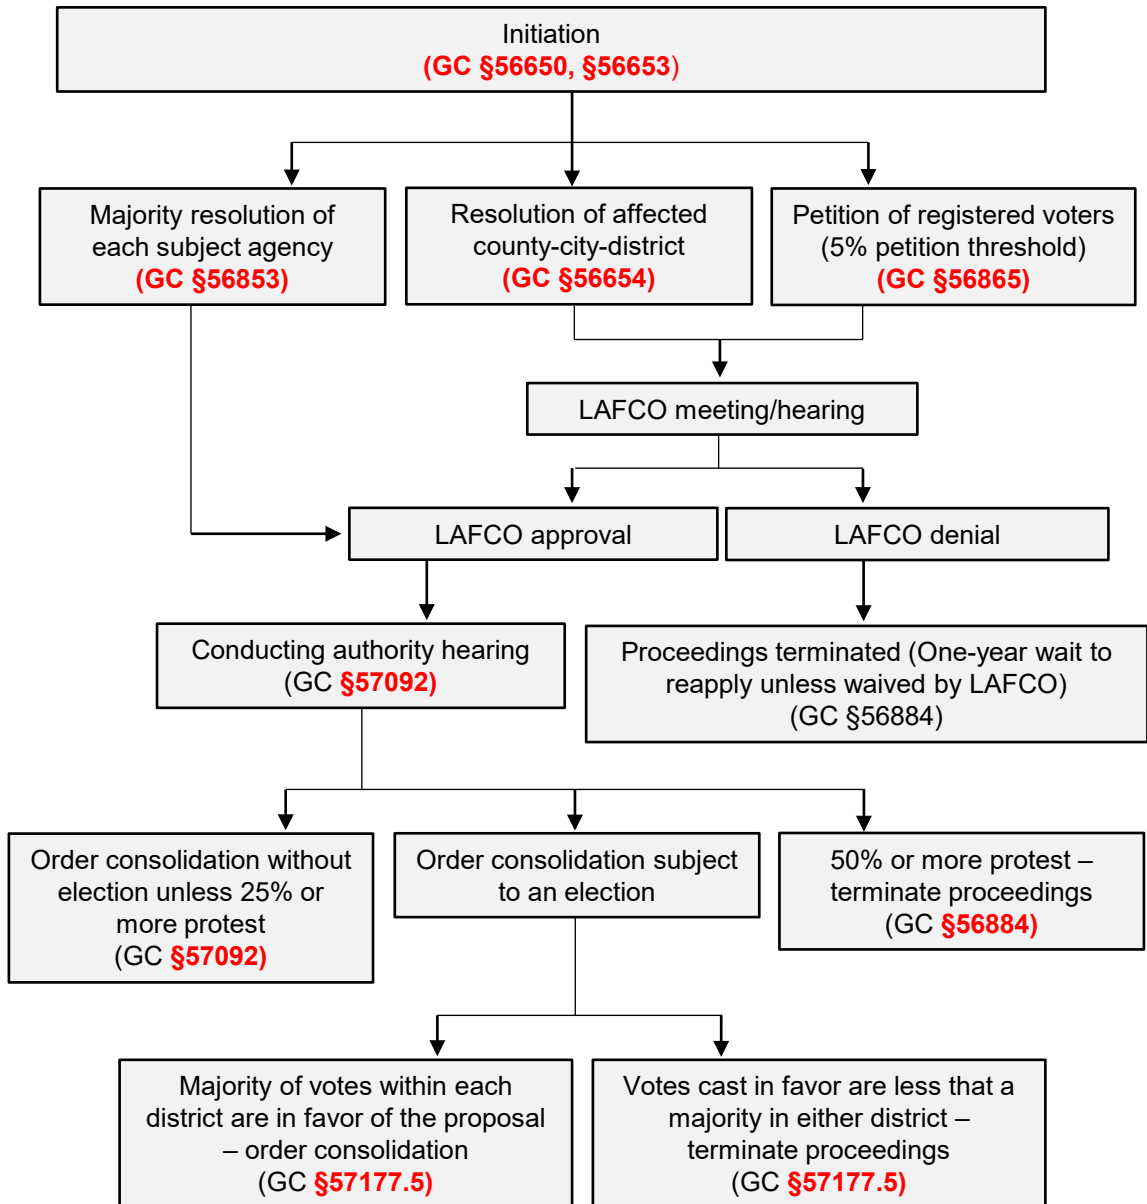 Initiation
(GC §56650, §56653)
Majority resolution of
each subject agency
(GC §56853)
Resolution of affected
county-city-district
(GC §56654)
Petition of registered voters
(5% petition threshold)
(GC §56865)
LAFCO meeting/hearing
LAFCO approval
LAFCO denial
Conducting authority hearing
(GC §57092)
Proceedings terminated (One-year wait to
reapply unless waived by LAFCO)
(GC §56884)
Order consolidation without
election unless 25% or
more protest
(GC §57092)
Order consolidation subject
to an election
50% or more protest –
terminate proceedings
(GC §56884)
Majority of votes within each
district are in favor of the proposal
– order consolidation
(GC §57177.5)
Votes cast in favor are less that a
majority in either district –
terminate proceedings
(GC §57177.5)